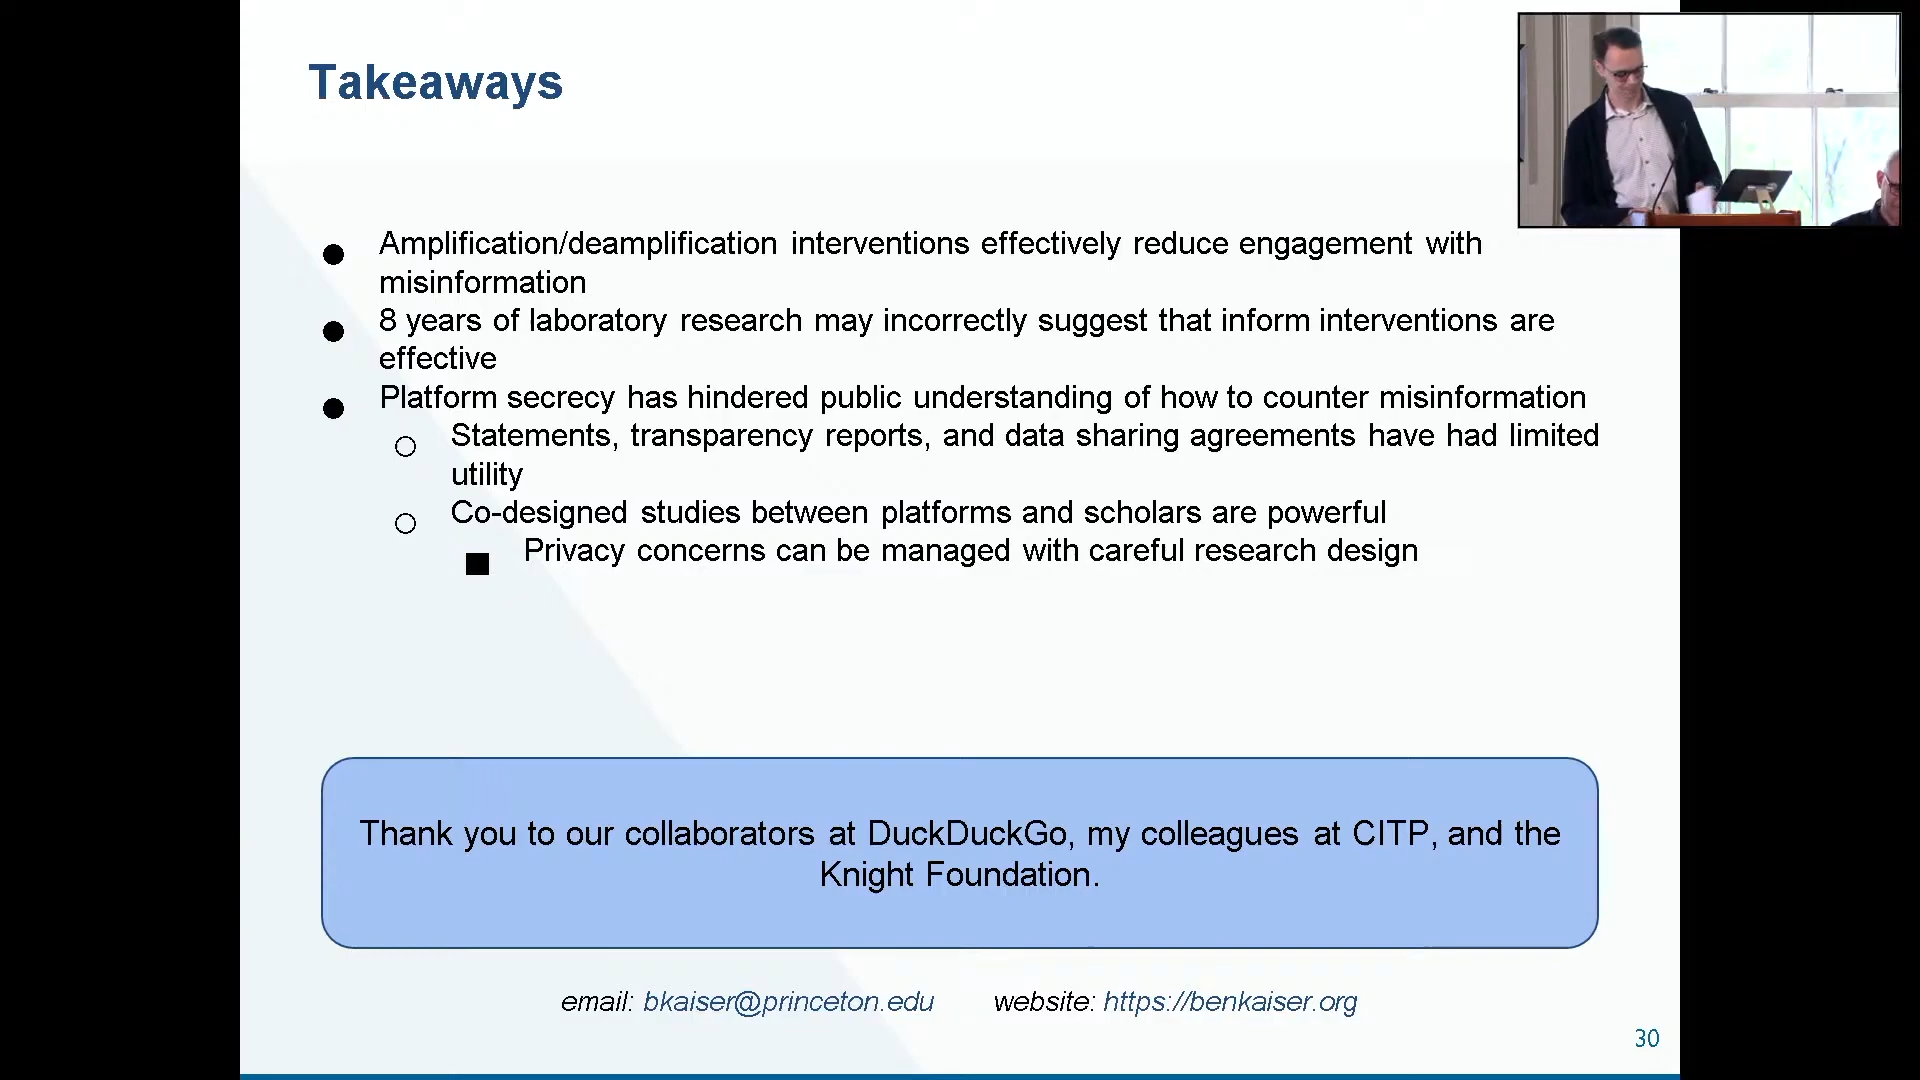 Takeaways
Amplification/deamplification interventions effectively reduce engagement with
misinformation
8 years of laboratory research may incorrectly suggest that inform interventions are
effective
Platform secrecy has hindered public understanding of how to counter misinformation
Statements, transparency reports, and data sharing agreements have had limited
utility
Co-designed studies between platforms and scholars are powerful
Privacy concerns can be managed with careful research design
Thank you to our collaborators at DuckDuckGo, my colleagues at CITP, and the
Knight Foundation.
email: bkaiser@princeton.edu website: https://benkaiser.org
30